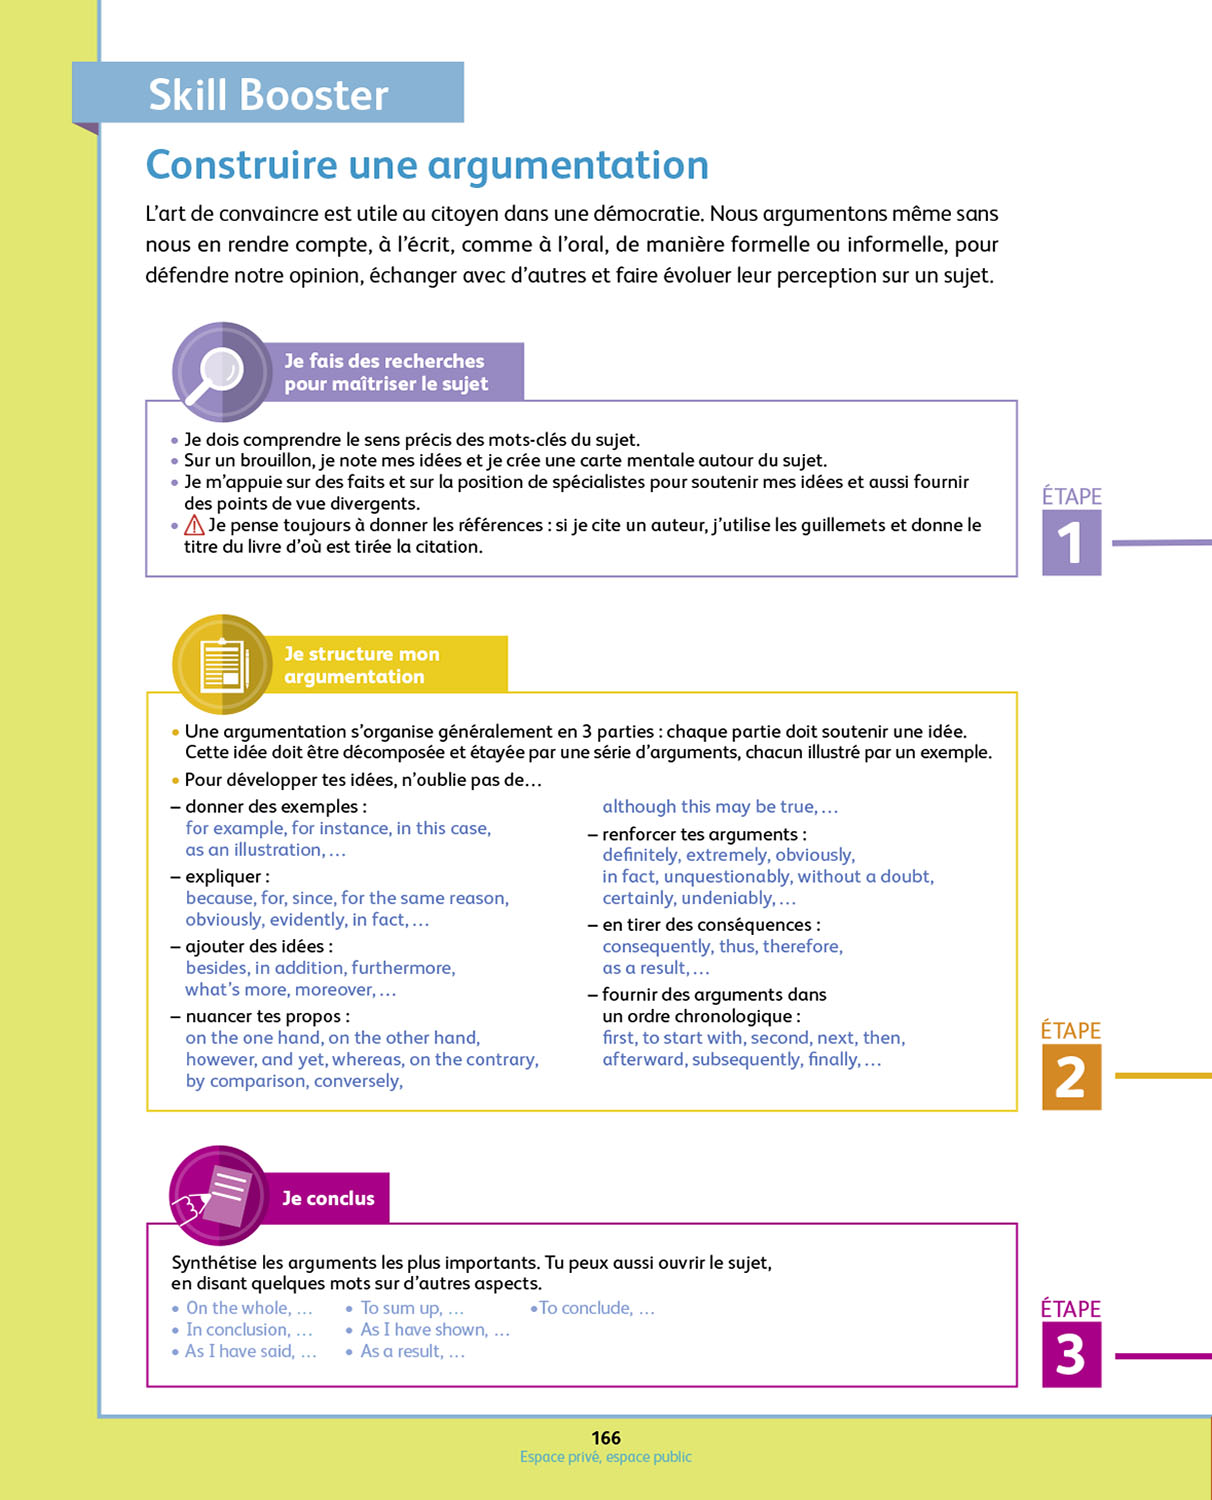 Skill Booster
Construire une argumentation
L’art de convaincre est utile au citoyen dans une démocratie. Nous argumentons même sans
nous en rendre compte, à l’écrit, comme à l’oral, de manière formelle ou informelle, pour
défendre notre opinion, échanger avec d’autres et faire évoluer leur perception sur un sujet.
Je fais des recherches
pour maîtriser le sujet
• Je dois comprendre le sens précis des mots-clés du sujet.
• Sur un brouillon, je note mes idées et je crée une carte mentale autour du sujet.
• Je m’appuie sur des faits et sur la position de spécialistes pour soutenir mes idées et aussi fournir
des points de vue divergents.
• ⚠ Je pense toujours à donner les références : si je cite un auteur, j’utilise les guillemets et donne le
titre du livre d’où est tirée la citation.
ÉTAPE
1
Je structure mon
argumentation
• Une argumentation s’organise généralement en 3 parties : chaque partie doit soutenir une idée.
Cette idée doit être décomposée et étayée par une série d’arguments, chacun illustré par un exemple.
• Pour développer tes idées, n’oublie pas de…
– donner des exemples :
for example, for instance, in this case,
as an illustration, …
– expliquer :
because, for, since, for the same reason,
obviously, evidently, in fact, …
– ajouter des idées :
besides, in addition, furthermore,
what’s more, moreover, …
– nuancer tes propos :
on the one hand, on the other hand,
however, and yet, whereas, on the contrary,
by comparison, conversely,
although this may be true, …
– renforcer tes arguments :
definitely, extremely, obviously,
in fact, unquestionably, without a doubt,
certainly, undeniably, …
– en tirer des conséquences :
consequently, thus, therefore,
as a result, …
– fournir des arguments dans
un ordre chronologique :
first, to start with, second, next, then,
afterward, subsequently, finally, …
ÉTAPE
2
Je conclus
Synthétise les arguments les plus importants. Tu peux aussi ouvrir le sujet,
en disant quelques mots sur d’autres aspects.
• On the whole, …
• In conclusion, …
• As I have said, …
• To sum up, …
• As I have shown, …
• As a result, …
•To conclude, …
ÉTAPE
3
166
Espace privé, espace public